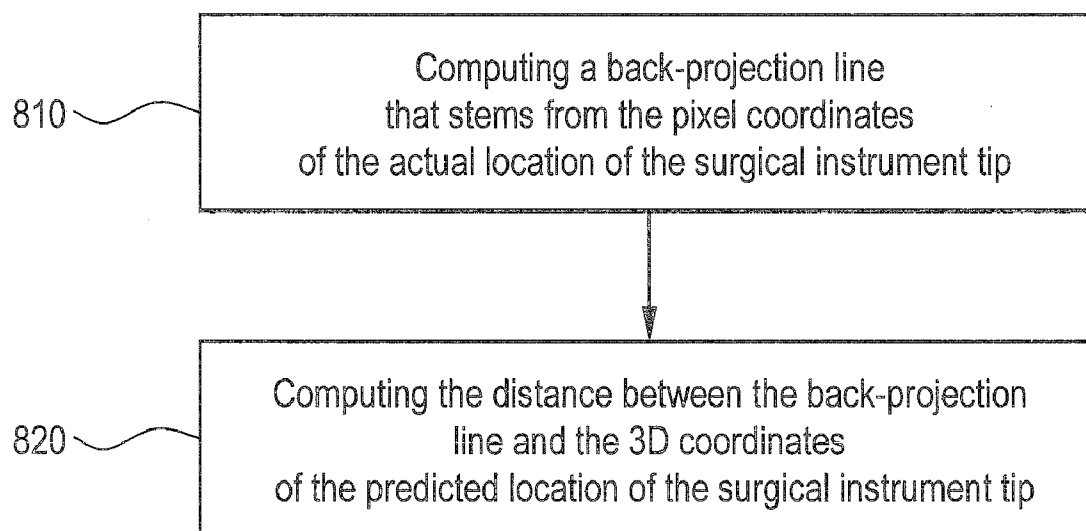 810
Computing a back-projection line
that stems from the pixel coordinates
of the actual location of the surgical instrument tip
820
Computing the distance between the back-projection
line and the 3D coordinates
of the predicted location of the surgical instrument tip